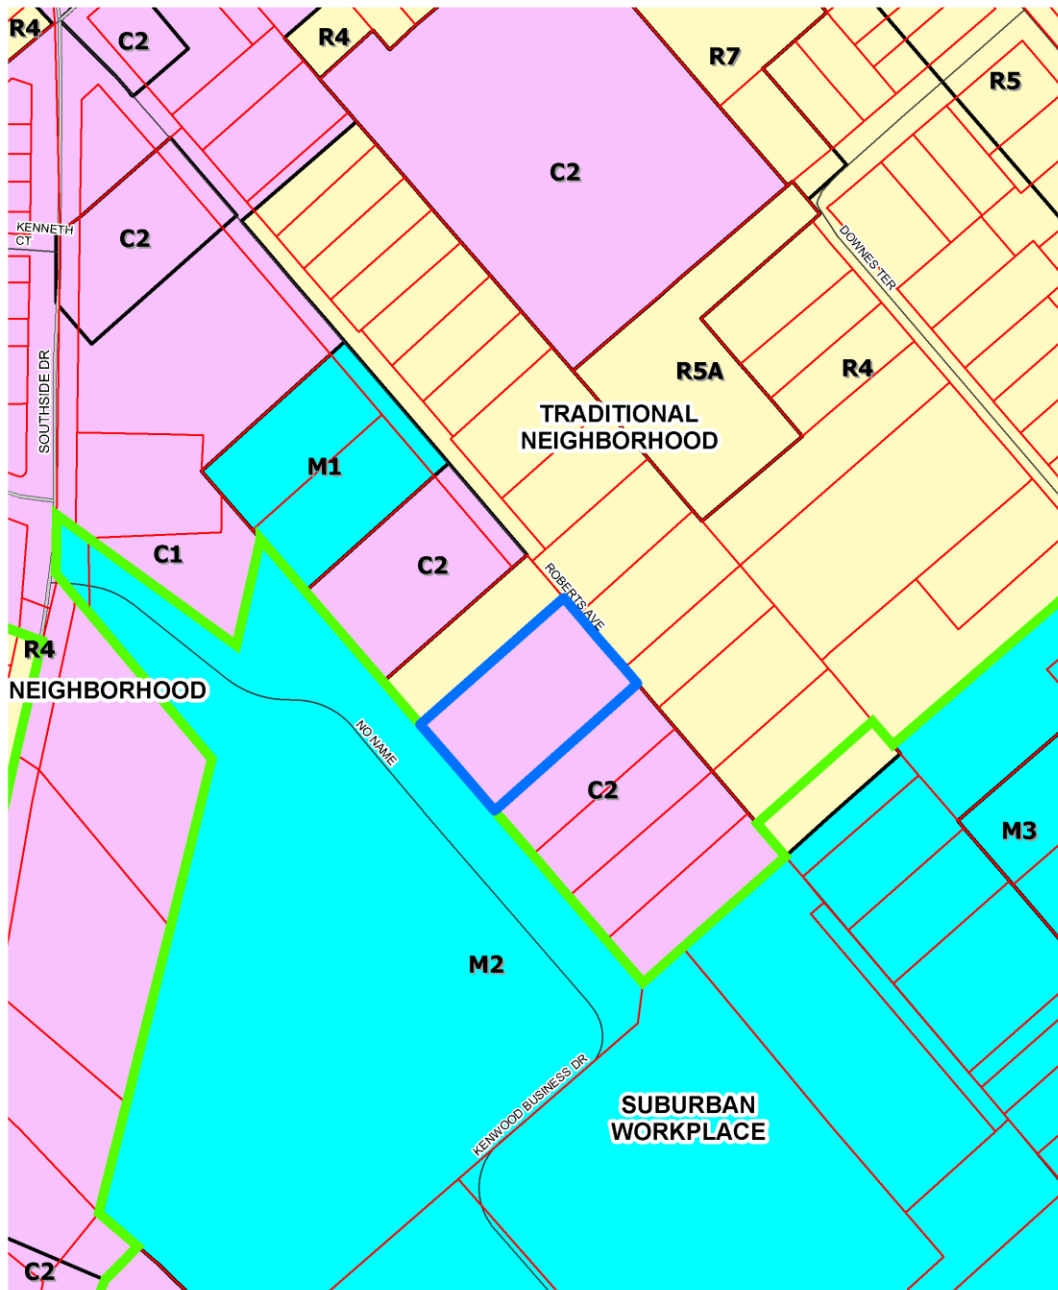 R4
C2
R4
R7
R5
C2
KENNETH
CT
C2
DOWNES TER
SOUTHSIDE DR
R5A
R4
TRADITIONAL
NEIGHBORHOOD
M1
C1
C2
ROBERTS AVE
R4
NEIGHBORHOOD
NO NAME
C2
M3
M2
KENWOOD BUSINESS DR
SUBURBAN
WORKPLACE
C2